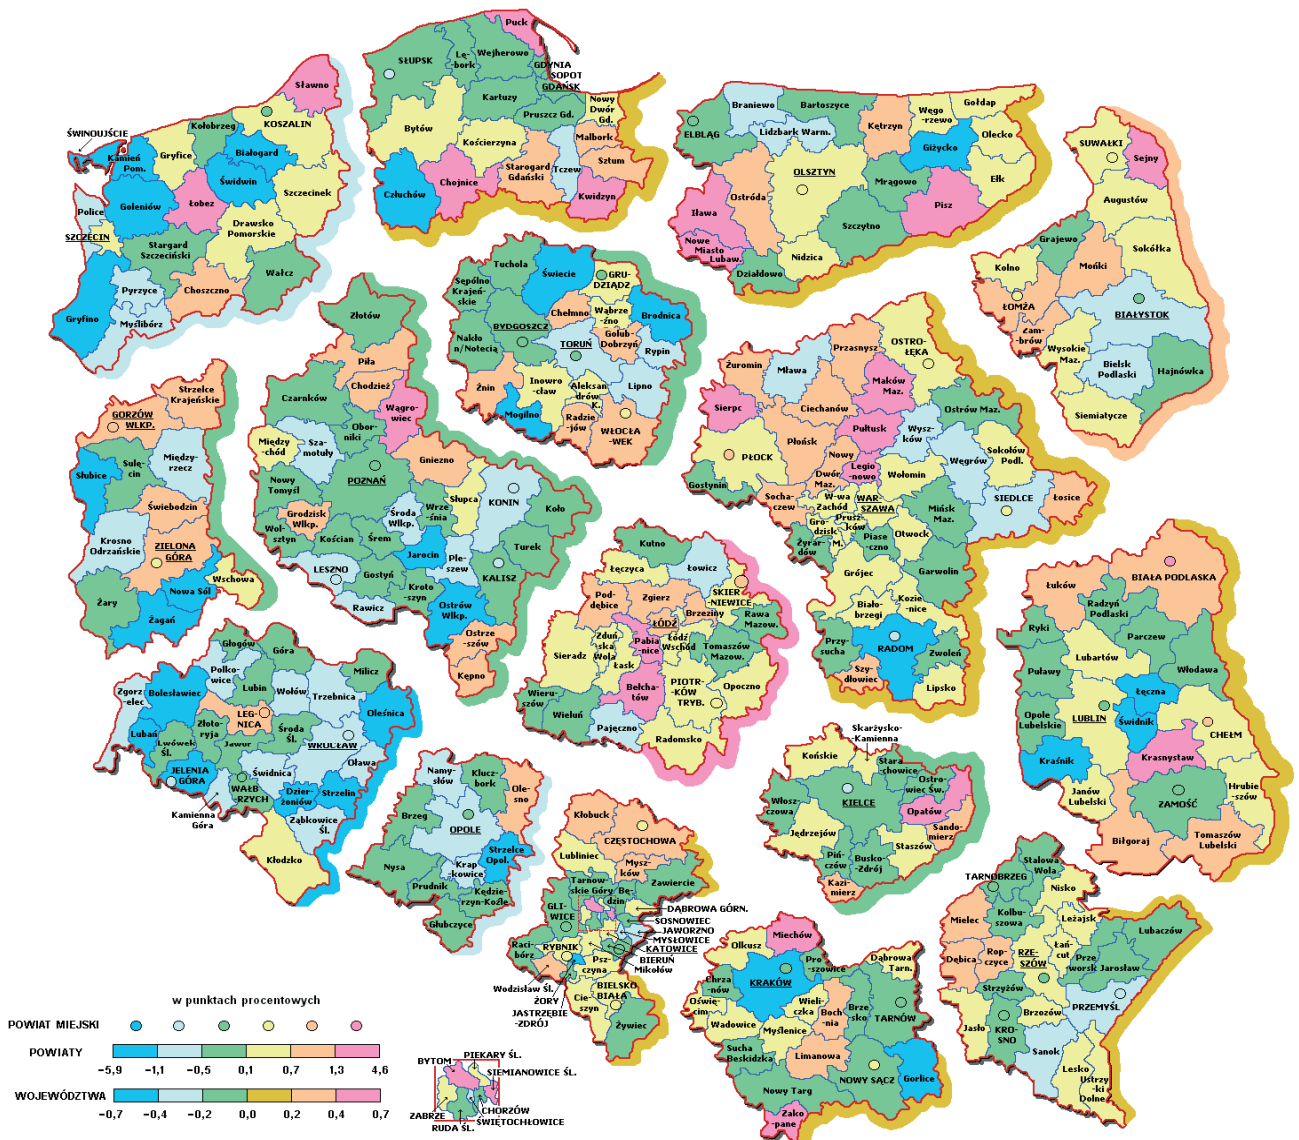 Puck
SŁUPSK
Lę-
bork
Wejherowo
GDYNIA
SOPOT
GDAŃSK
Kartuzy
Pruszcz Gd.
Nowy
Dwór
Gd.
Bytów
Kościerzyna
Malbork
Starogard
Gdański
Tczew
Sztum
Człuchów
Chojnice
Kwidzyn
Sławno
Kołobrzeg
KOSZALIN
ŚWINOUJŚCIE
Kamień
Pom.
Gryfice
Białogard
Świdwin
Szczecinek
Goleniów
Łobez
Police
SZCZECIN
Drawsko
Pomorskie
Stargard
Szczeciński
Wałcz
Pyrzyce
Choszczno
Gryfino
Myślibórz
Braniewo
Bartoszyce
ELBLĄG
Lidzbark Warm.
Kętrzyn
Węgo-
rzewo
Gołdap
Olecko
Giżycko
OLSZTYN
Mrągowo
Ełk
Ostróda
Iława
Pisz
Szczytno
Nowe
Miasto
Lubaw.
Nidzica
Działdowo
SUWAŁKI
Sejny
Augustów
Grajewo
Sokółka
Kolno
Mońki
ŁOMŻA
BIAŁYSTOK
Zam-
brów
Wysokie
Maz.
Bielsk
Podlaski
Hajnówka
Siemiatycze
Tuchola
Świecie
GRU-
DZIĄDZ
Sępólno
Krajeń-
skie
Chełmno
Wąbrze-
-źno
Brodnica
BYDGOSZCZ
TORUŃ
Golub-
Dobrzyń
Nakło
n/Notecią
Rypin
Żnin
Inowro-
-cław
Aleksan-
drów
K.
Lipno
Mogilno
Radzie-
jów
WŁOCŁA-
-WEK
Złotów
Piła
Chodzież
Czarnków
Wągro-
wiec
Obor-
niki
Między-
-chód
Sza-
motuły
Gniezno
POZNAŃ
Słupca
Nowy
Tomyśl
KONIN
Września
Środa
Wlkp.
Koło
Grodzisk
Wlkp.
Wol-
sztyn
Kościan
Śrem
Jarocin
Ple-
szew
Turek
LESZNO
Gostyń
KALISZ
Kroto-
szyn
Rawicz
Ostrów
Wlkp.
Ostrze-
szów
Kępno
Strzelce
Krajeńskie
GORZÓW
WLKP.
Między-
rzecz
Sulę-
cin
Słubice
Świebodzin
Krosno
Odrzańskie
ZIELONA
GÓRA
Wschowa
Nowa Sól
Żary
Żagań
OSTRO-
ŁĘKA
Przasnysz
Żuromin
Mława
Maków
Maz.
Sierpc
Ciechanów
Ostrów Maz.
Pułtusk
Wysz-
ków
PŁOCK
Płońsk
Nowy
Dwór
Maz.
Legio-
nowo
Wołomin
Węgrów
Sokołów
Podl.
Gostynin
Socha-
czew
W-wa
Zachód
WAR-
SZAWA
SIEDLCE
Łosice
Gro-
dzisk
M.
Prusz-
ków
Mińsk
Maz.
Żyrar-
dów
Piase-
czno
Otwock
Garwolin
Grójec
Biało-
brzegi
Kozie-
nice
Przy-
sucha
RADOM
Zwoleń
Szy-
dłowiec
Lipsko
Kutno
Łęczyca
Łowicz
Pod-
dębice
Zgierz
SKIER-
NIEWICE
Brzeziny
Rawa
Mazow.
ŁÓDŹ
Zduń
ska
Wola
Pabia-
nice
Łódź
Wschód
Sieradz
Łask
Tomaszów
Mazow.
Bełcha-
tów
PIOTR-
-KÓW
TRYB.
Opoczno
Wieru-
szów
Wieluń
Pajęczno
Radomsko
BIAŁA PODLASKA
Łuków
Radzyń
Podlaski
Ryki
Parczew
Puławy
Lubartów
Włodawa
Łęczna
Opole
Lubelskie
LUBLIN
Świdnik
CHEŁM
Kraśnik
Krasnystaw
Janów
Lubelski
ZAMOŚĆ
Hrubie-
szów
Biłgoraj
Tomaszów
Lubelski
Głogów
Góra
Polko-
wice
Milicz
Zgorz-
elec
Bolesławiec
Lubin
Wołów
Trzebnica
Oleśnica
Złoto-
ryja
LEG-
NICA
Lubań
Lwówek
Śl.
Jawor
Środa
Śl.
WROCŁAW
JELENIA
GÓRA
Świdnica
Oława
WAŁB
RZYCH
Dzier-
żoniów
Strzelin
Kamienna
Góra
Ząbkowice
Śl.
Kłodzko
Namy-
słów
Klucz-
bork
Ole-
sno
Brzeg
OPOLE
Strzelce
Opol.
Nysa
Krap
-kowice
Prudnik
Kędzie-
rzyn-Koźle
Głubczyce
Kłobuck
CZĘSTOCHOWA
Lubliniec
Mysz-
ków
Tarnow-
skie Góry
Bę-
dzin
Zawiercie
GLI-
WICE
DĄBROWA GÓRN.
SOSNOWIEC
JAWORZNO
MYSŁOWICE
KATOWICE
BIERUŃ
Mikołów
Raci-
bórz
RYBNIK
Psz-
czyna
Wodzisław Śl.
ŻORY
JASTRZĘBIE
-ZDRÓJ
Cie-
szyn
BIELSKO
BIAŁA
Żywiec
Skarżysko-
Kamienna
Końskie
Stara
chowice
Ostro-
wiec Św.
Włosz-
czowa
KIELCE
Opatów
Jędrzejów
Sando-
mierz
Staszów
Piń-
czów
Busko-
Zdrój
Kazi-
mierz
Miechów
Olkusz
Dąbrowa
Tarn.
Chrza-
nów
KRAKÓW
Pro-
szowice
Oświę-
cim
Wieli-
czka
Boch-
nia
Brze-
sko
TARNÓW
Wadowice
Myślenice
Sucha
Beskidzka
Limanowa
NOWY SĄCZ
Gorlice
Nowy Targ
Zako
-pane
Stalowa
Wola
TARNOBRZEG
Nisko
Mielec
Kolbu-
szowa
Leżajsk
Lubaczów
Dębica
Rop-
czyce
RZE-
SZÓW
Łań-
cut
Prze
worsk
Jarosław
Strzyżów
PRZEMYŚL
Jasło
KRO-
SNO
Brzozów
Sanok
Lesko
Ustrzy
-ki
Dolne
w punktach procentowych
POWIAT MIEJSKI
POWIATY
-5,9 -1,1 -0,5 0,1 0,7 1,3 4,6
WOJEWÓDZTWA
-0,7 -0,4 -0,2 0,0 0,2 0,4 0,7
PIEKARY ŚL.
BYTOM
SIEMIANOWICE ŚL.
CHORZÓW
ZABRZE
ŚWIĘTOCHŁOWICE
RUDA ŚL.